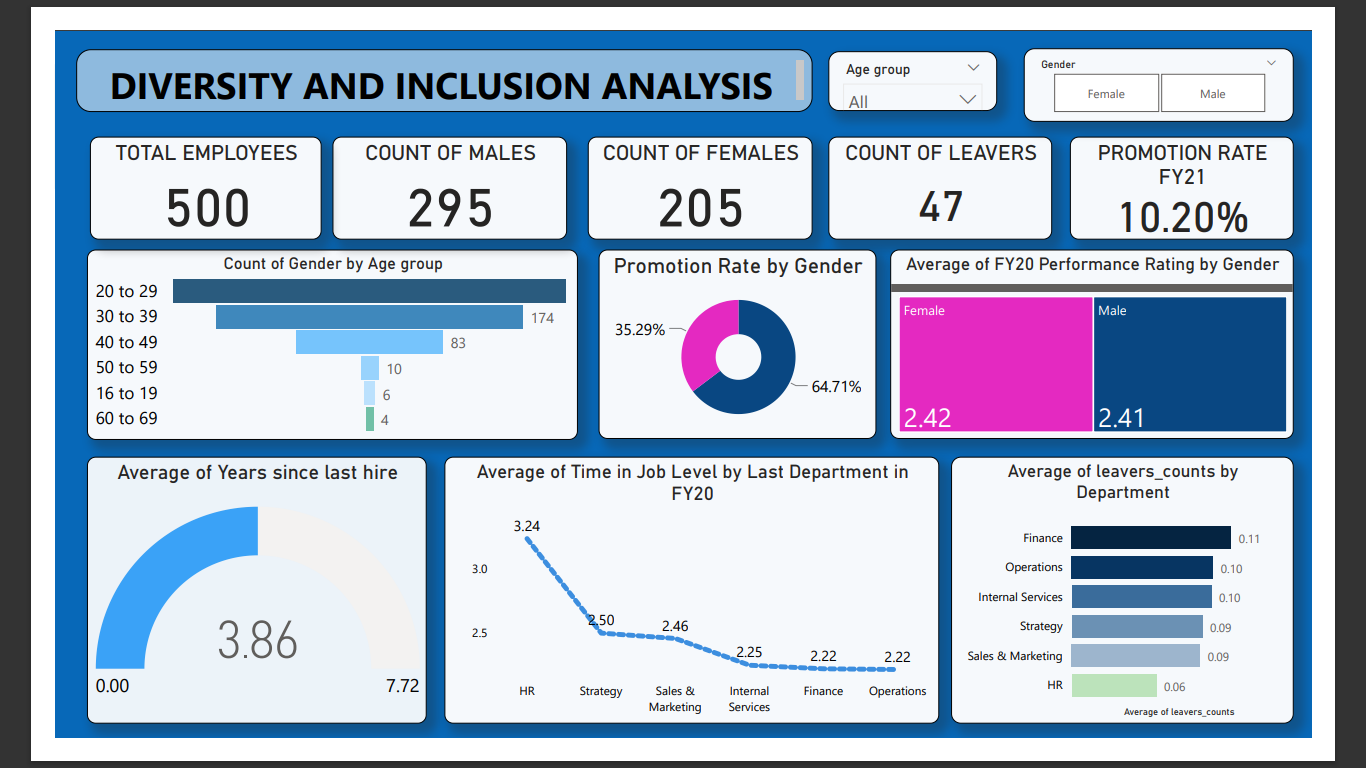 DIVERSITY AND INCLUSION ANALYSIS
Age group
All
Gender
Female
Male
TOTAL EMPLOYEES
500
COUNT OF MALES
295
COUNT OF FEMALES
205
COUNT OF LEAVERS
47
PROMOTION RATE
FY21
10.20%
Count of Gender by Age group
20 to 29
30 to 39
174
40 to 49
83
50 to 59
10
16 to 19
6
60 to 69
4
Promotion Rate by Gender
35.29%
64.71%
Average of FY20 Performance Rating by Gender
Female
2.42
Male
2.41
Average of Years since last hire
3.86
0.00
7.72
Average of Time in Job Level by Last Department in
FY20
3.0
2.5
3.24
2.50
2.46
2.25
2.22
2.22
HR
Strategy
Sales &
Marketing
Internal
Services
Finance
Operations
Average of leavers_counts by
Department
Finance
0.11
Operations
0.10
Internal Services
0.10
Strategy
0.09
Sales & Marketing
0.09
HR
0.06
Average of leavers_counts